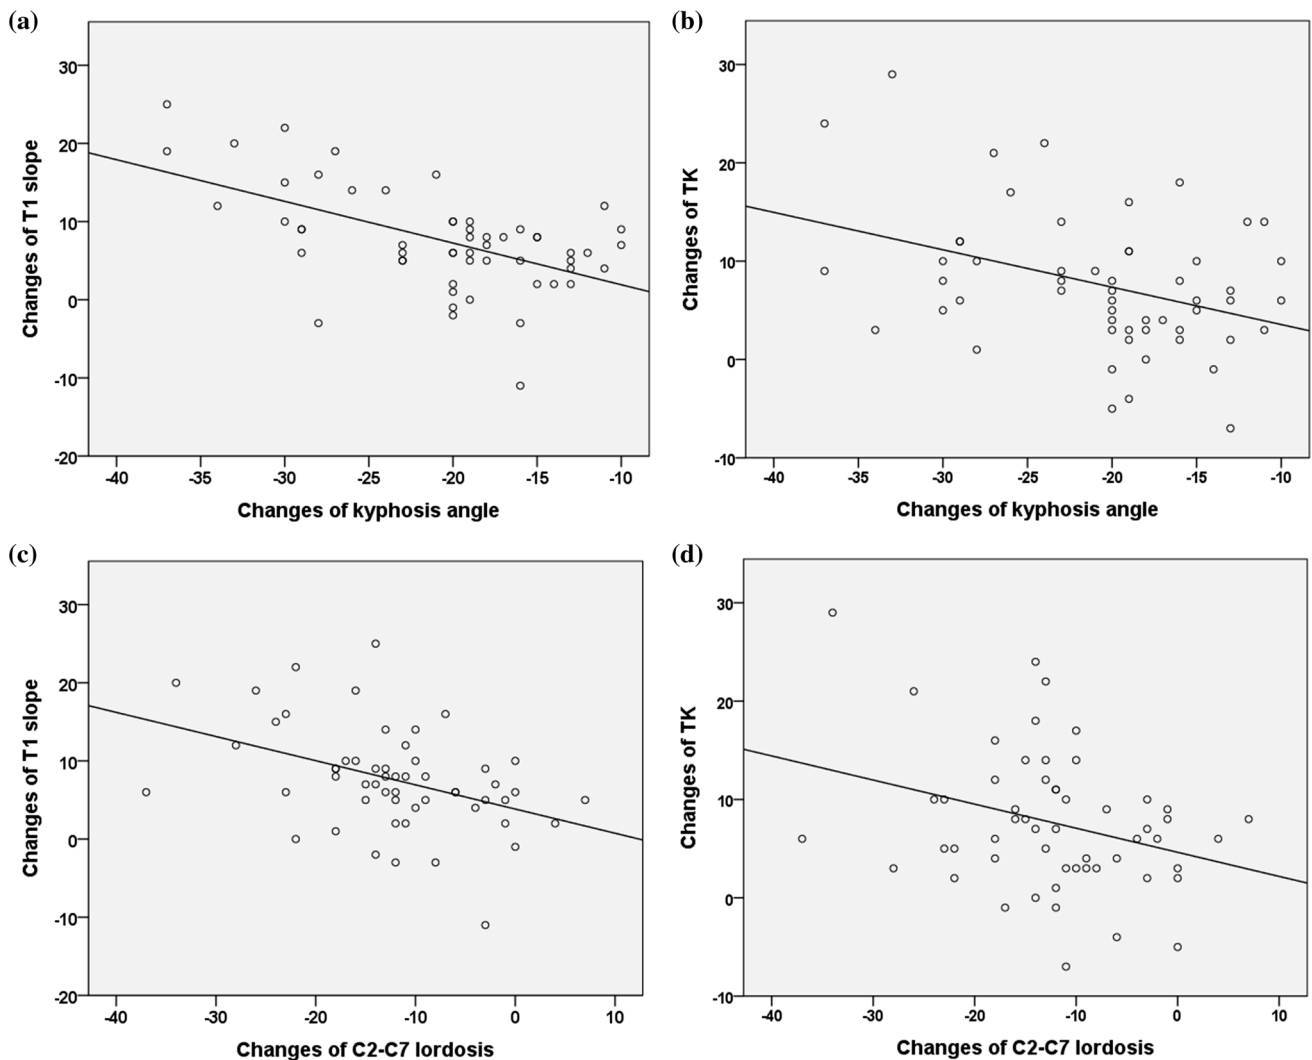 (a)
30
20
10
0
-10
-20
Changes of T1 slope
-40 -35 -30 -25 -20 -15 -10
Changes of kyphosis angle
(b)
30
20
10
0
-10
Changes of TK
-40 -35 -30 -25 -20 -15 -10
Changes of kyphosis angle
(c)
30
20
10
0
-10
-20
Changes of T1 slope
-40 -30 -20 -10 0 10
Changes of C2-C7 lordosis
(d)
30
20
10
0
-10
Changes of TK
-40 -30 -20 -10 0 10
Changes of C2-C7 lordosis